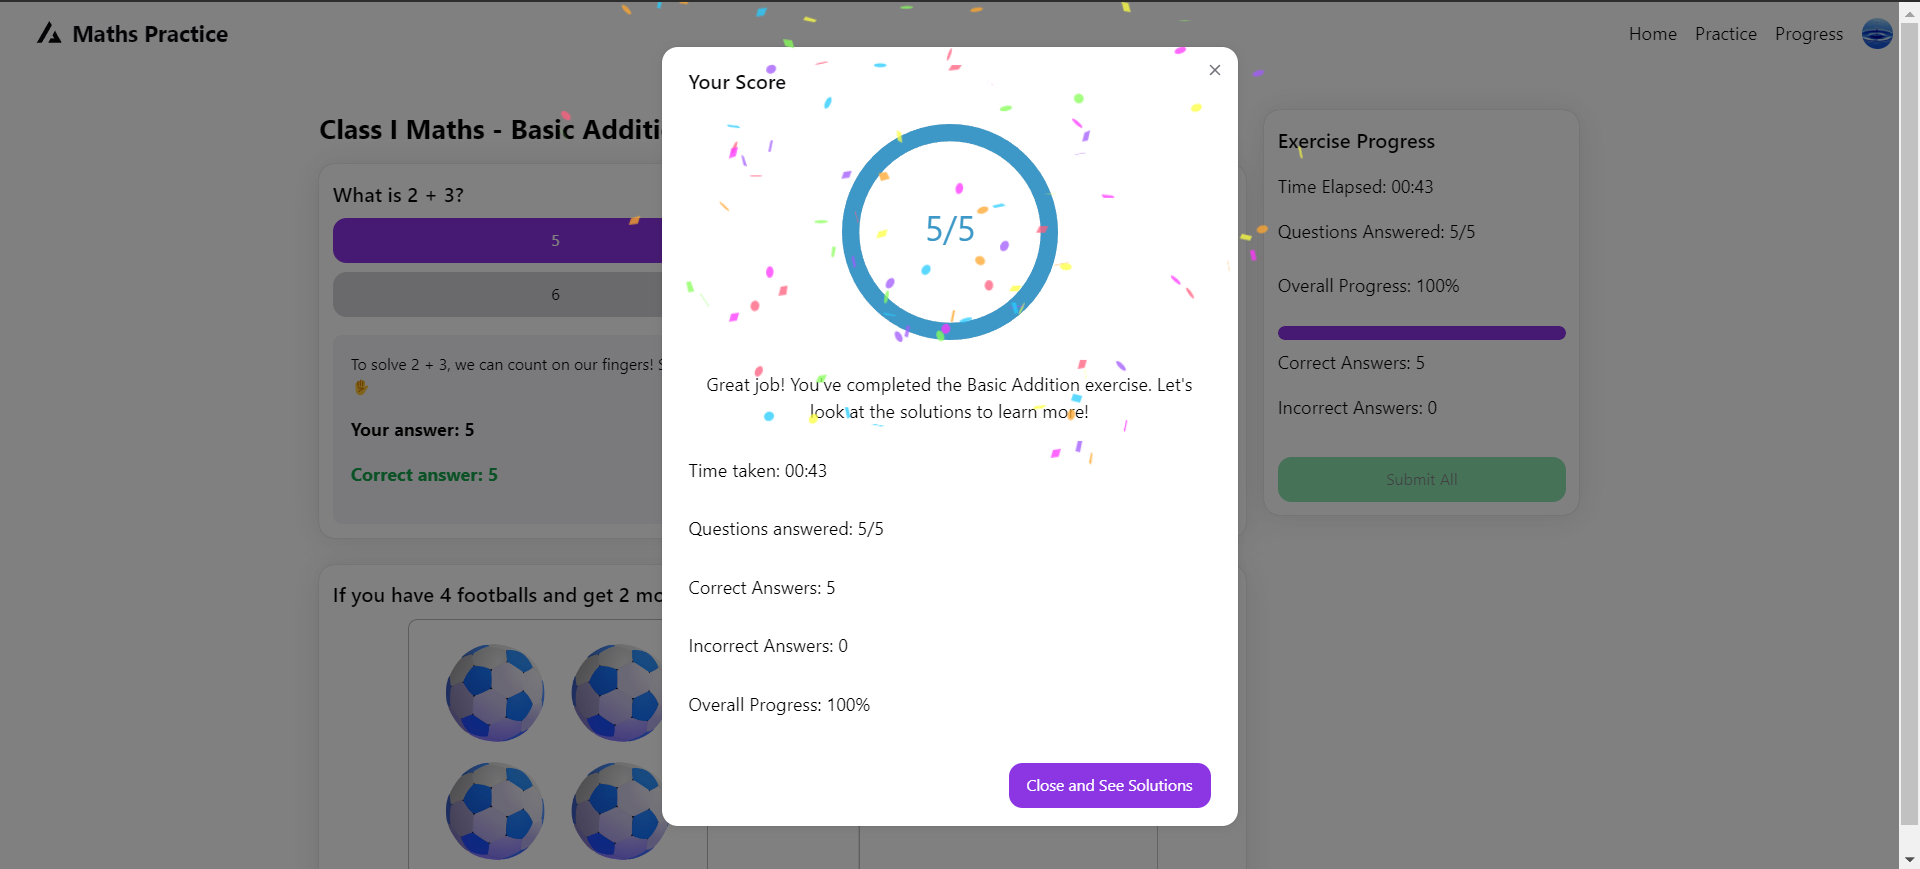 Maths Practice
Home Practice Progress
Class I Maths - Basic
What is 2 + 3?
5
6
To solve 2 + 3, we can count on our fingers!
Your answer: 5
Correct answer: 5
If you have 4 footballs and get 2
Your Score
5/5
Great job! You've completed the Basic Addition exercise. Let's
look at the solutions to learn more!
Time taken: 00:43
Questions answered: 5/5
Correct Answers: 5
Incorrect Answers: 0
Overall Progress: 100%
Close and See Solutions
Exercise Progress
Time Elapsed: 00:43
Questions Answered: 5/5
Overall Progress: 100%
Correct Answers: 5
Incorrect Answers: 0
Submit All